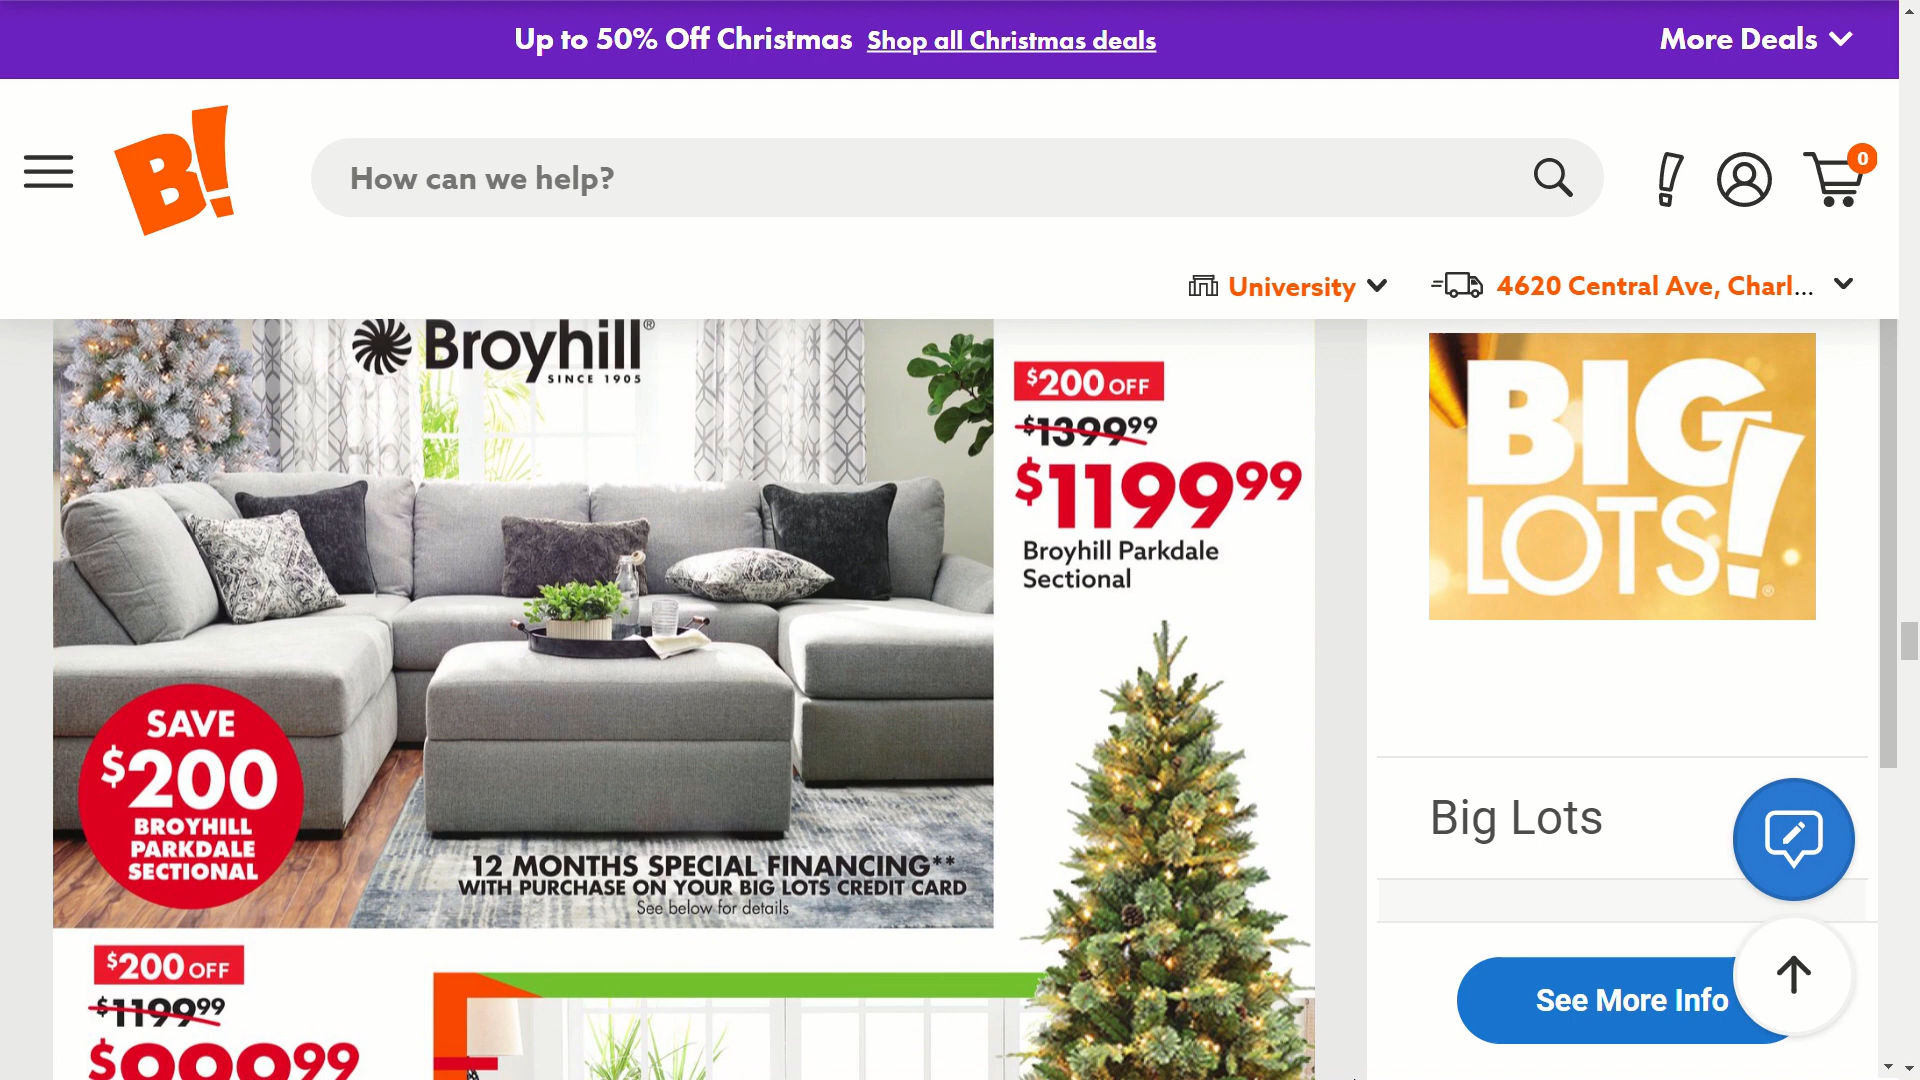 Up to 50% Off Christmas Shop all Christmas deals
More Deals
B!
How can we help?
0
University
4620 Central Ave, Charl...
Broyhill®
SINCE 1905
$200 OFF
$1399.99
$1199.99
Broyhill Parkdale
Sectional
BIG
LOTS!®
SAVE
$200
BROYHILL
PARKDALE
SECTIONAL
12 MONTHS SPECIAL FINANCING**
WITH PURCHASE ON YOUR BIG LOTS CREDIT CARD
See below for details
Big Lots
$200 OFF
$1199.99
$999.99
See More Info